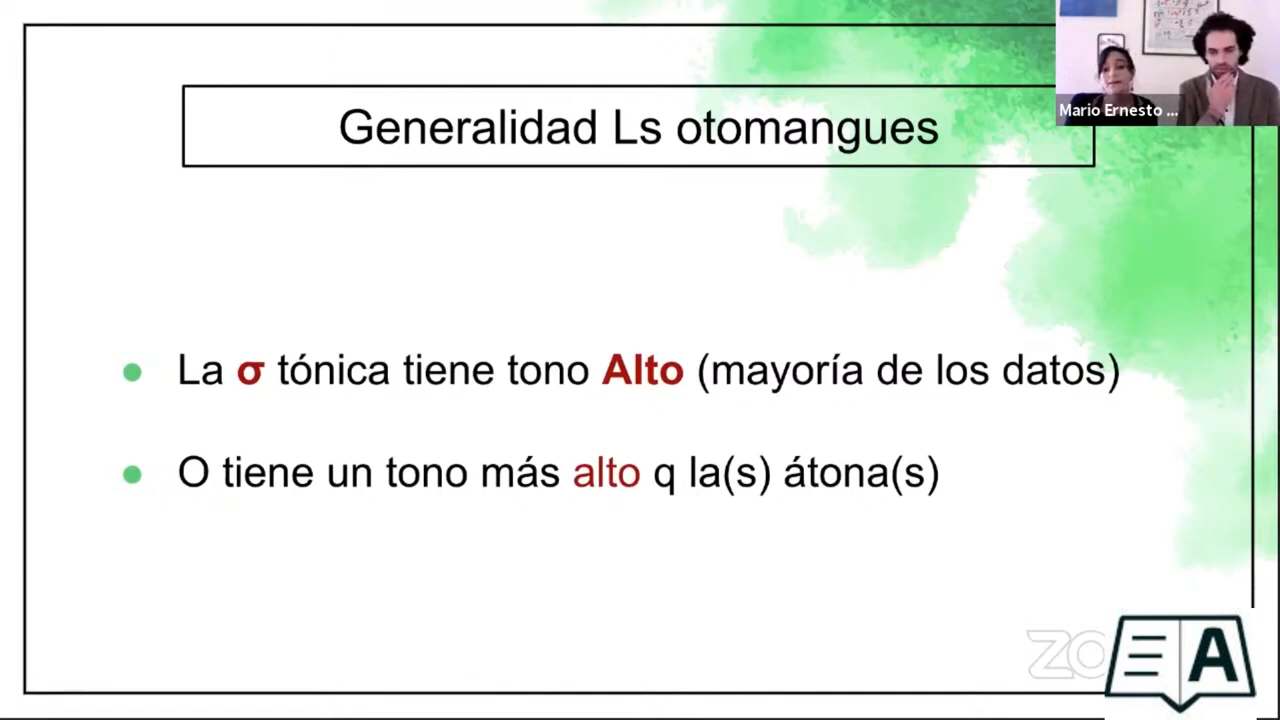 Generalidad Ls otomangues
Mario Ernesto ...
La σ tónica tiene tono Alto (mayoría de los datos)
O tiene un tono más alto q la(s) átona(s)
ZO
A